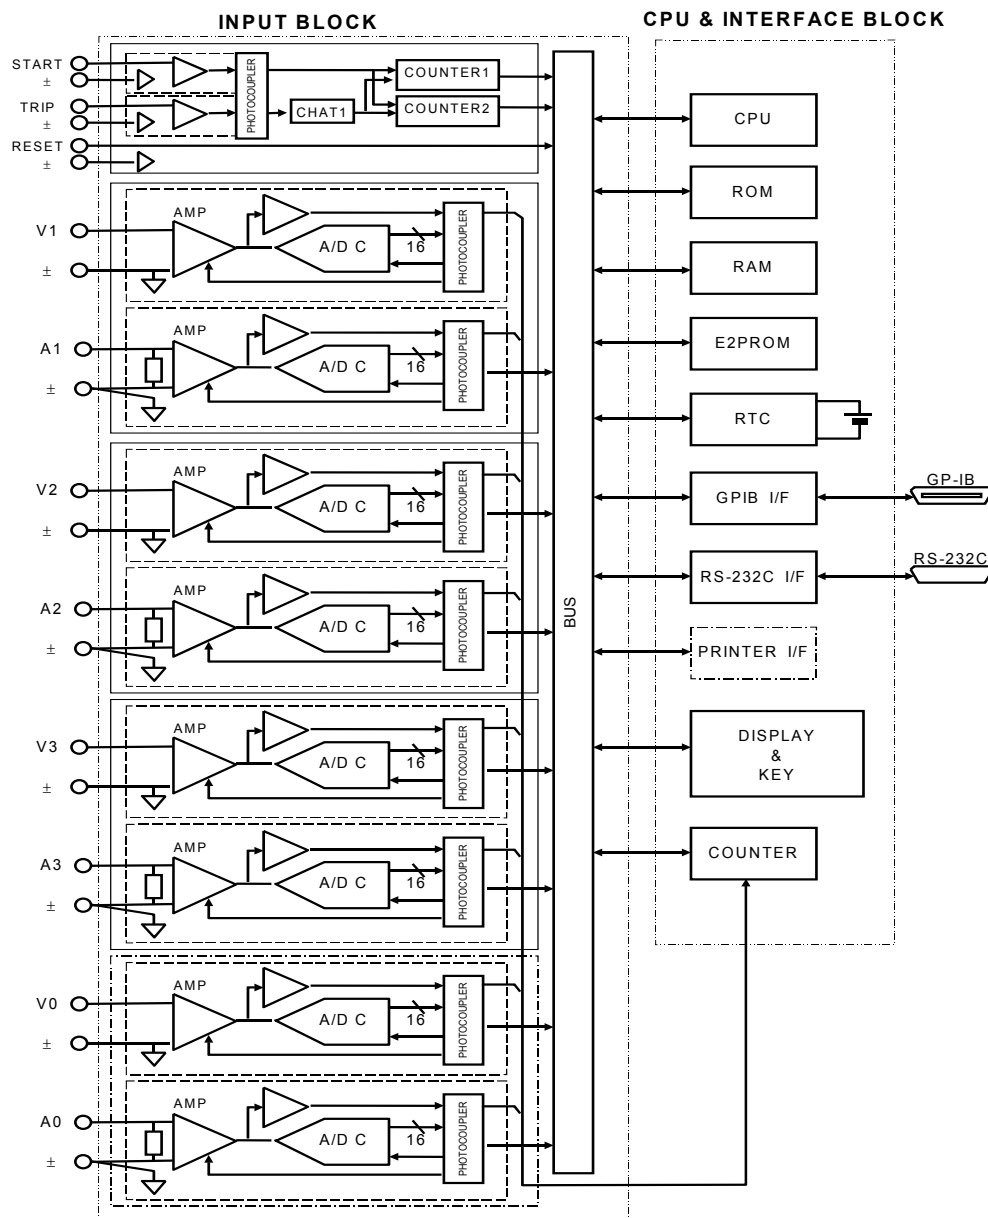 INPUT BLOCK
CPU & INTERFACE BLOCK
START
±
TRIP
±
RESET
±
PHOTOCOUPLER
CHAT1
COUNTER1
COUNTER2
V1
±
AMP
A/D C
16
PHOTOCOUPLER
A1
±
AMP
A/D C
16
PHOTOCOUPLER
V2
±
AMP
A/D C
16
PHOTOCOUPLER
A2
±
AMP
A/D C
16
PHOTOCOUPLER
V3
±
AMP
A/D C
16
PHOTOCOUPLER
A3
±
AMP
A/D C
16
PHOTOCOUPLER
V0
±
AMP
A/D C
16
PHOTOCOUPLER
A0
±
AMP
A/D C
16
PHOTOCOUPLER
BUS
CPU
ROM
RAM
E2PROM
RTC
GPIB I/F
GP-IB
RS-232C I/F
RS-232C
PRINTER I/F
DISPLAY
&
KEY
COUNTER